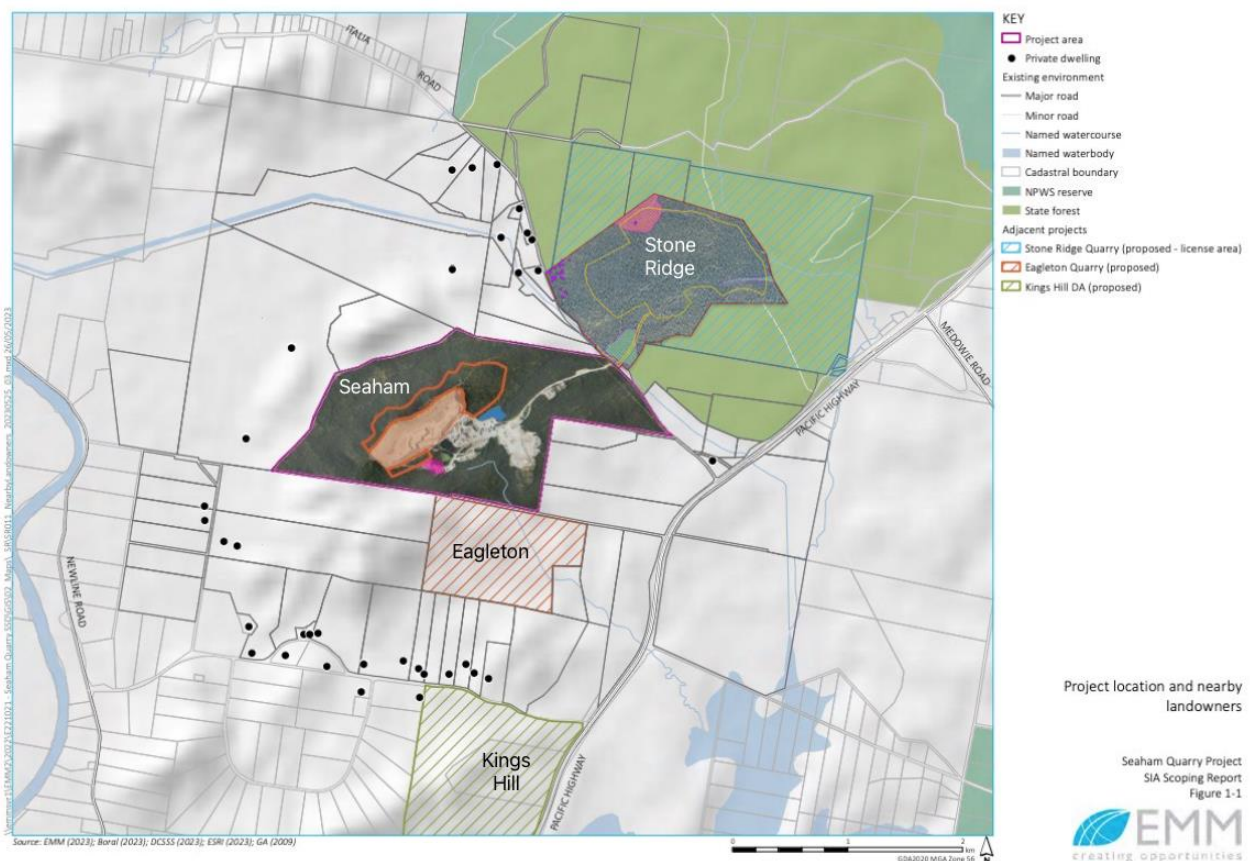 KEY
Project area
Private dwelling
Existing environment
Major road
Minor road
Named watercourse
Named waterbody
Cadastral boundary
NPWS reserve
State forest
Adjacent projects
Stone Ridge Quarry (proposed - license area)
Eagleton Quarry (proposed)
Kings Hill DA (proposed)
ITALIA
ROAD
Stone
Ridge
MEDOWIE ROAD
PACIFIC HIGHWAY
Seaham
Eagleton
NEWLINE ROAD
Kings
Hill
PACIFIC HIGHWAY
Project location and nearby
landowners
Seaham Quarry Project
SIA Scoping Report
Figure 1-1
EMM
creating opportunities
Source: EMM (2023); Boral (2023); DCSSS (2023); ESRI (2023); GA (2009)
0 1 2
km
GDA2020 MGA Zone 56
N